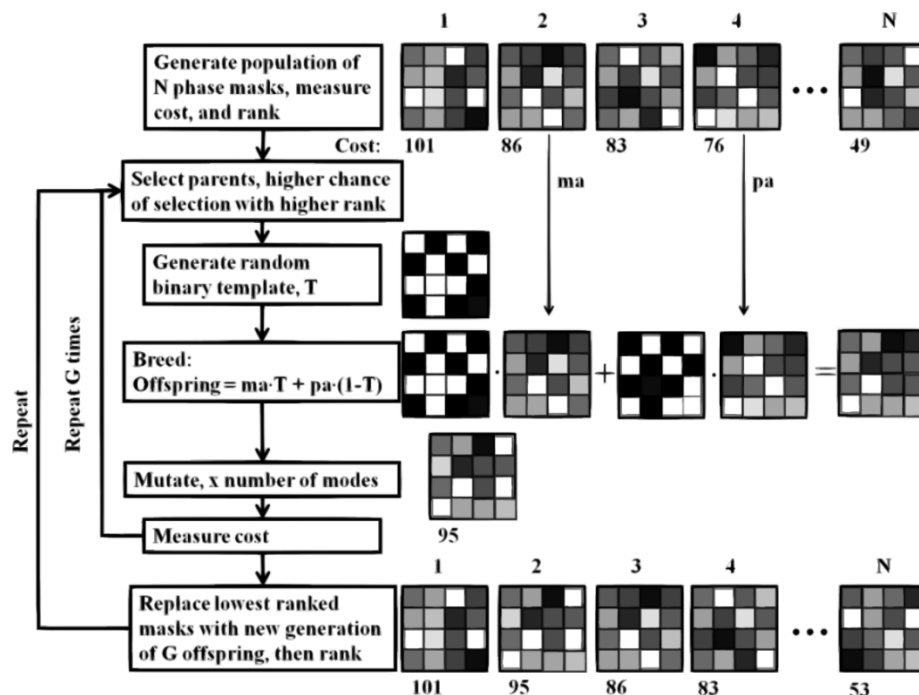 1 2 3 4 N
Generate population of
N phase masks, measure
cost, and rank
Cost: 101 86 83 76 49
Select parents, higher chance
of selection with higher rank
ma pa
Generate random
binary template, T
Breed:
Offspring = ma·T + pa·(1-T)
· + · =
Repeat
Repeat G times
Mutate, x number of modes
95
Measure cost
1 2 3 4 N
Replace lowest ranked
masks with new generation
of G offspring, then rank
101 95 86 83 53